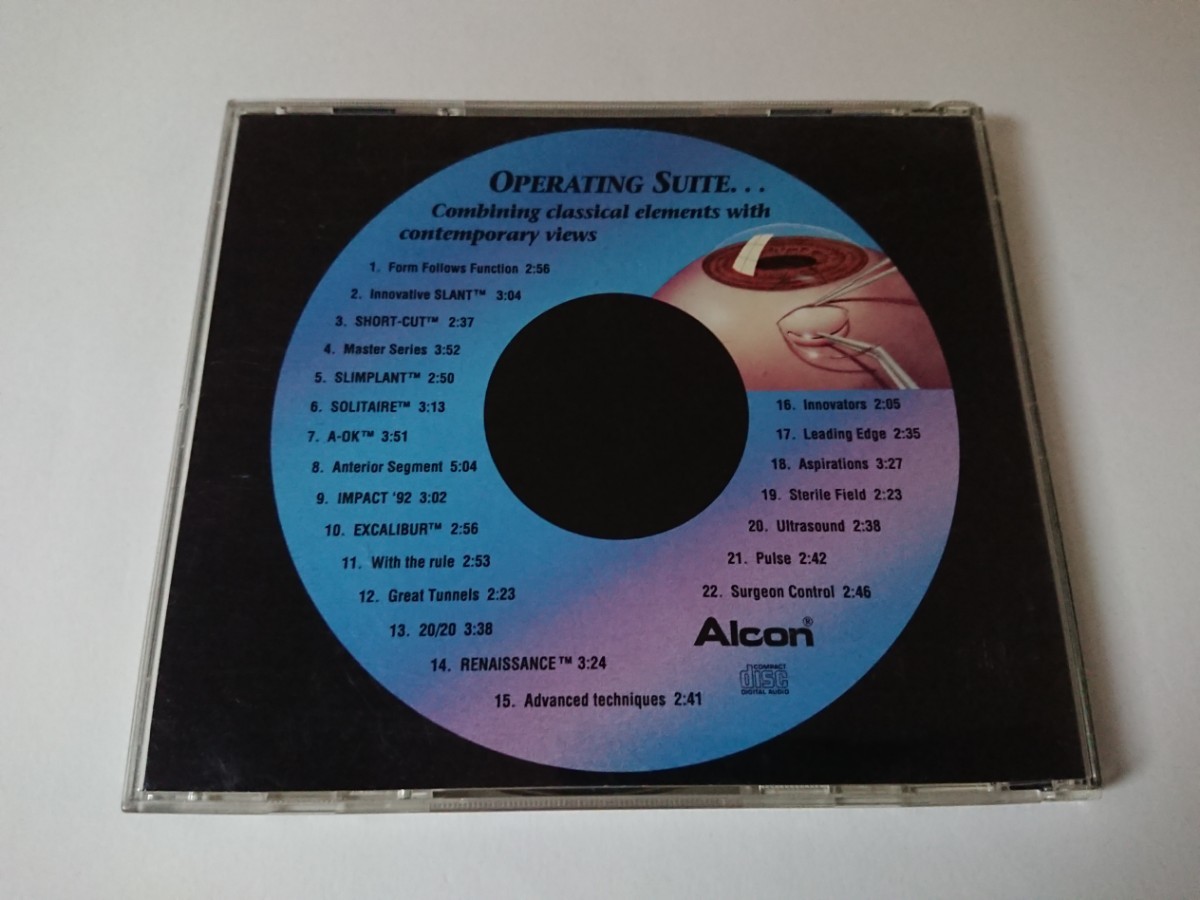 OPERATING SUITE...
Combining classical elements with
contemporary views
1. Form Follows Function 2:56
2. Innovative SLANT™ 3:04
3. SHORT-CUT™ 2:37
4. Master Series 3:52
5. SLIMPLANT™ 2:50
6. SOLITAIRE™ 3:13
7. A-OK™ 3:51
8. Anterior Segment 5:04
9. IMPACT '92 3:02
10. EXCALIBUR™ 2:56
11. With the rule 2:53
12. Great Tunnels 2:23
13. 20/20 3:38
14. RENAISSANCE™ 3:24
15. Advanced techniques 2:41
16. Innovators 2:05
17. Leading Edge 2:35
18. Aspirations 3:27
19. Sterile Field 2:23
20. Ultrasound 2:38
21. Pulse 2:42
22. Surgeon Control 2:46
Alcon®
COMPACT
disc
DIGITAL AUDIO